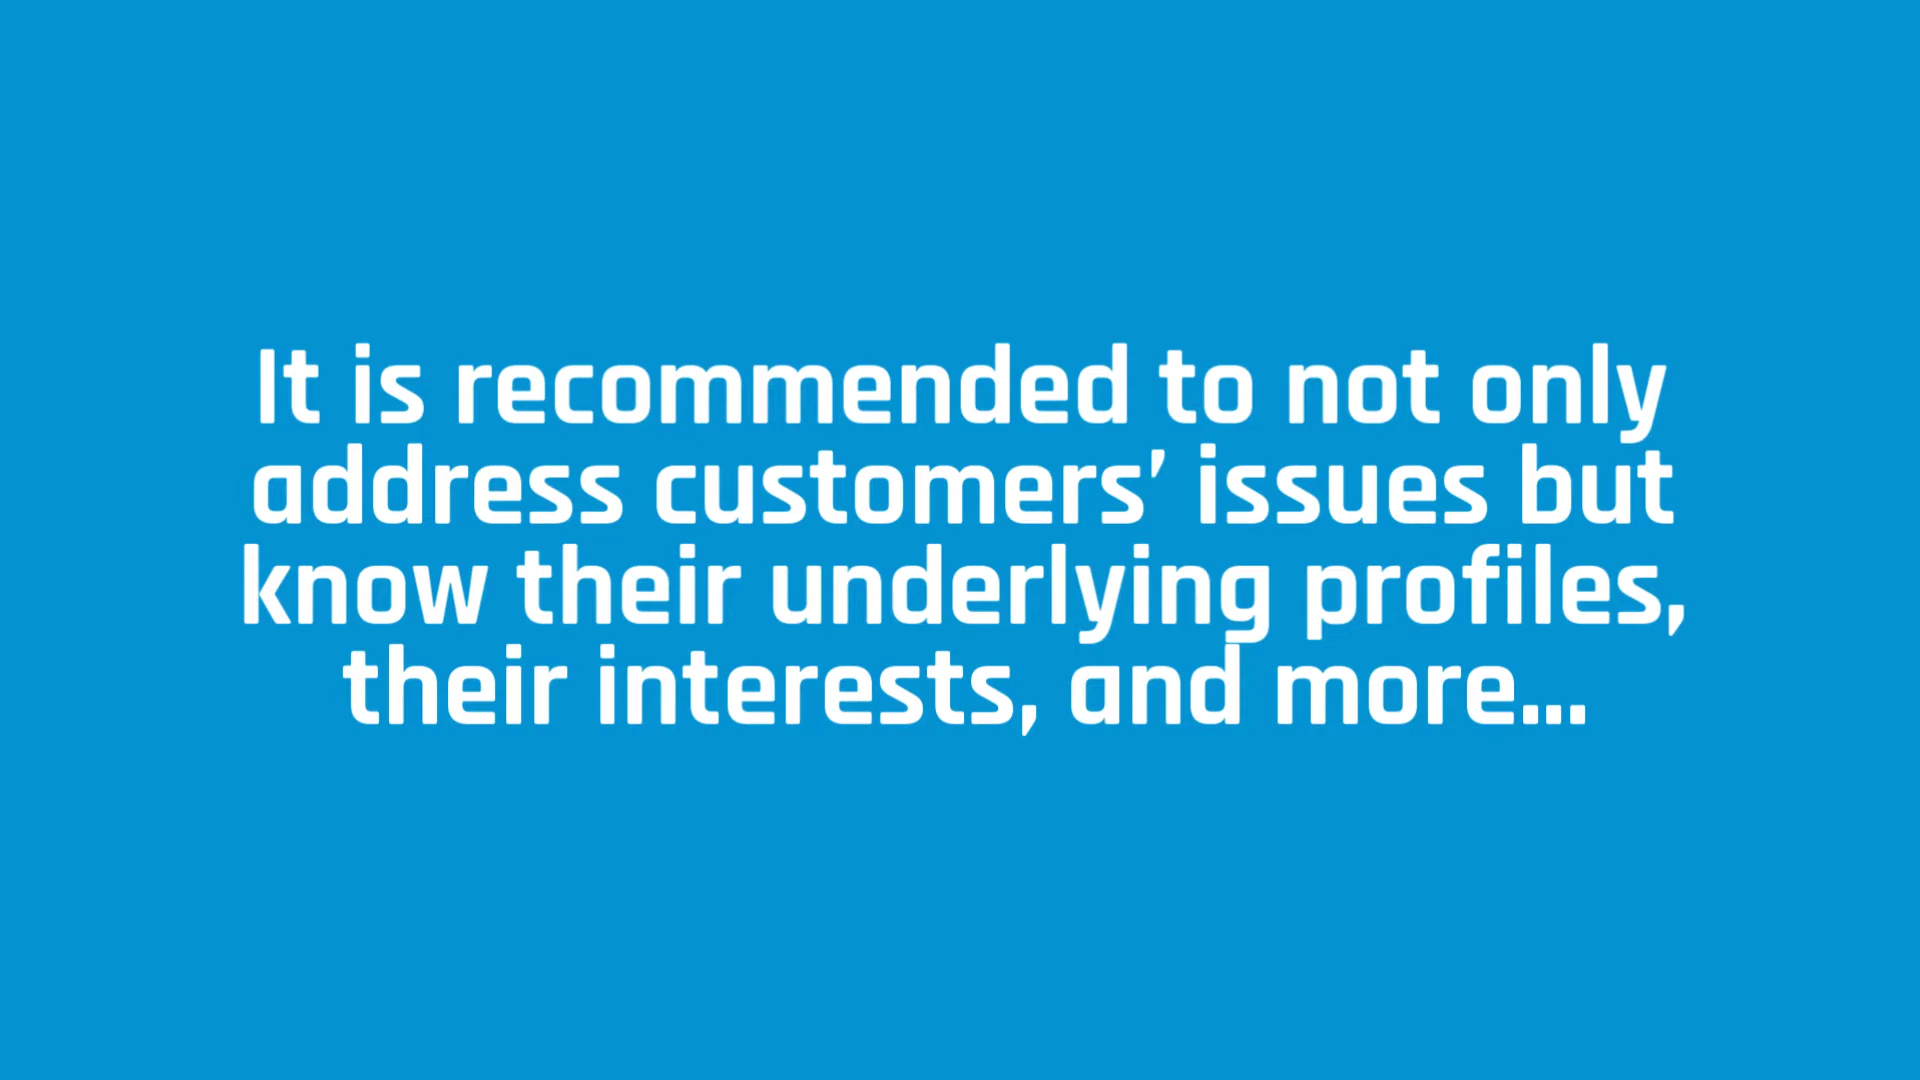 It is recommended to not only
address customers’ issues but
know their underlying profiles,
their interests, and more...